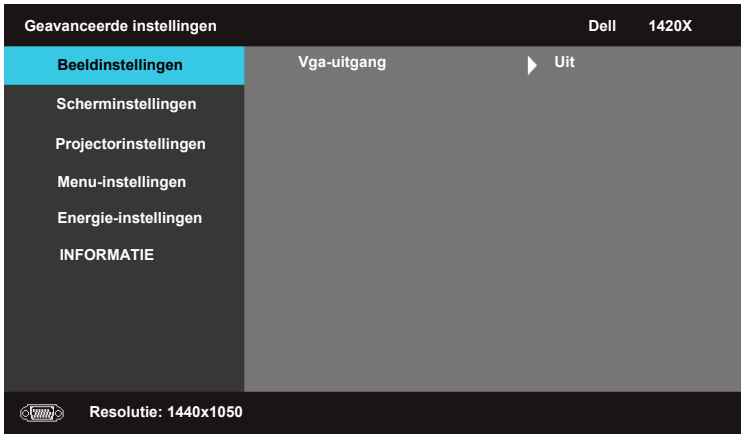 Geavanceerde instellingen Dell 1420X
Beeldinstellingen Vga-uitgang Uit
Scherminstellingen
Projectorinstellingen
Menu-instellingen
Energie-instellingen
INFORMATIE
Resolutie: 1440x1050